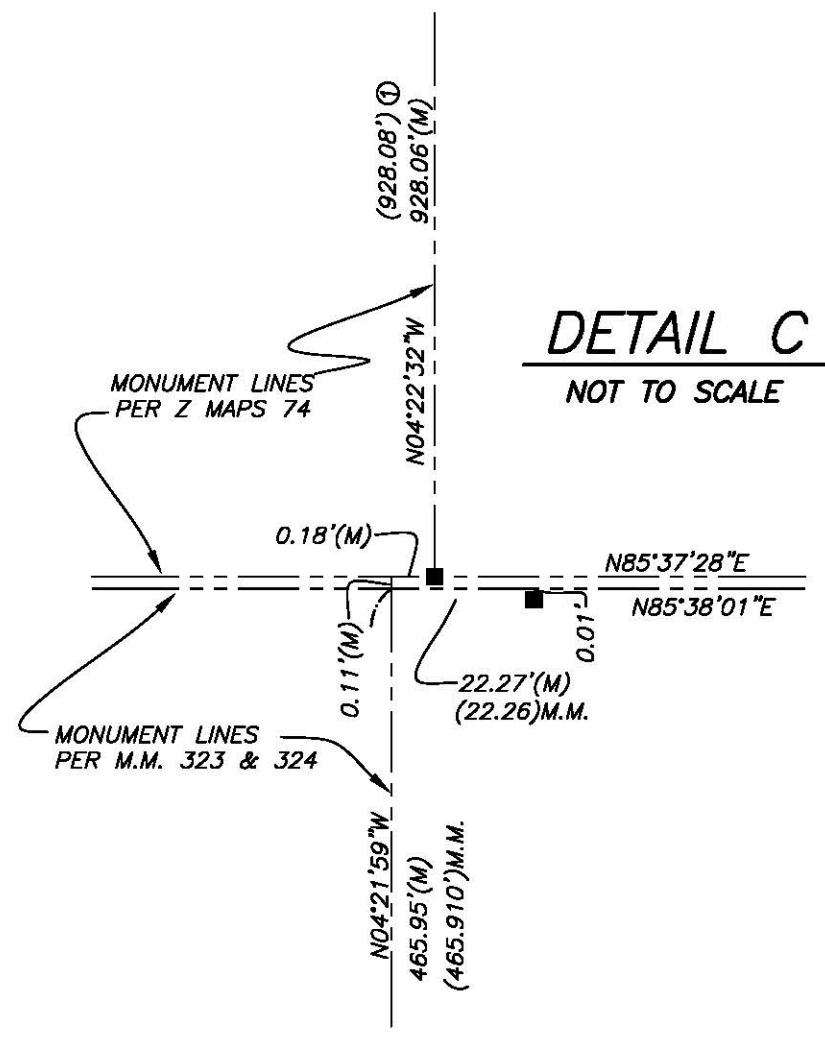 (928.08') ①
928.06'(M)
DETAIL C
NOT TO SCALE
N04°22'32"W
MONUMENT LINES
PER Z MAPS 74
0.18'(M)
N85°37'28"E
N85°38'01"E
0.11'(M)
0.01'
22.27'(M)
(22.26)M.M.
MONUMENT LINES
PER M.M. 323 & 324
N04°21'59"W
465.95'(M)
(465.910')M.M.